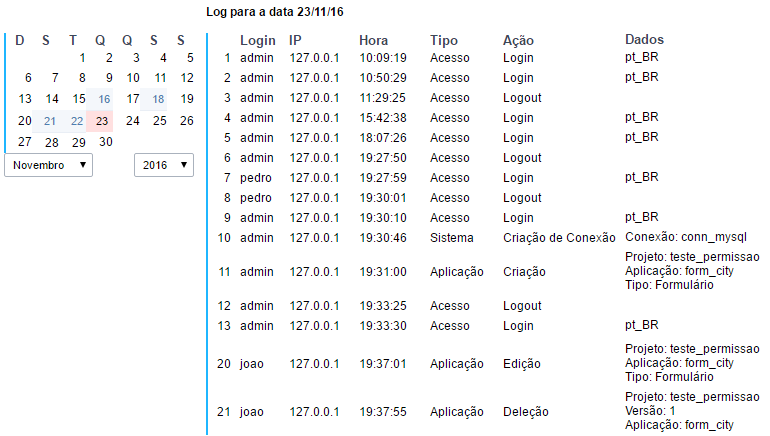 Log para a data 23/11/16
D S T Q Q S S
1 2 3 4 5
6 7 8 9 10 11 12
13 14 15 16 17 18 19
20 21 22 23 24 25 26
27 28 29 30
Novembro 2016
Login IP Hora Tipo Ação Dados
1 admin 127.0.0.1 10:09:19 Acesso Login pt_BR
2 admin 127.0.0.1 10:50:29 Acesso Login pt_BR
3 admin 127.0.0.1 11:29:25 Acesso Logout
4 admin 127.0.0.1 15:42:38 Acesso Login pt_BR
5 admin 127.0.0.1 18:07:26 Acesso Login pt_BR
6 admin 127.0.0.1 19:27:50 Acesso Logout
7 pedro 127.0.0.1 19:27:59 Acesso Login pt_BR
8 pedro 127.0.0.1 19:30:01 Acesso Logout
9 admin 127.0.0.1 19:30:10 Acesso Login pt_BR
10 admin 127.0.0.1 19:30:46 Sistema Criação de Conexão Conexão: conn_mysql
Projeto: teste_permissao
11 admin 127.0.0.1 19:31:00 Aplicação Criação Aplicação: form_city
Tipo: Formulário
12 admin 127.0.0.1 19:33:25 Acesso Logout
13 admin 127.0.0.1 19:33:30 Acesso Login pt_BR
Projeto: teste_permissao
20 joao 127.0.0.1 19:37:01 Aplicação Edição Aplicação: form_city
Tipo: Formulário
Projeto: teste_permissao
21 joao 127.0.0.1 19:37:55 Aplicação Deleção Versão: 1
Aplicação: form_city